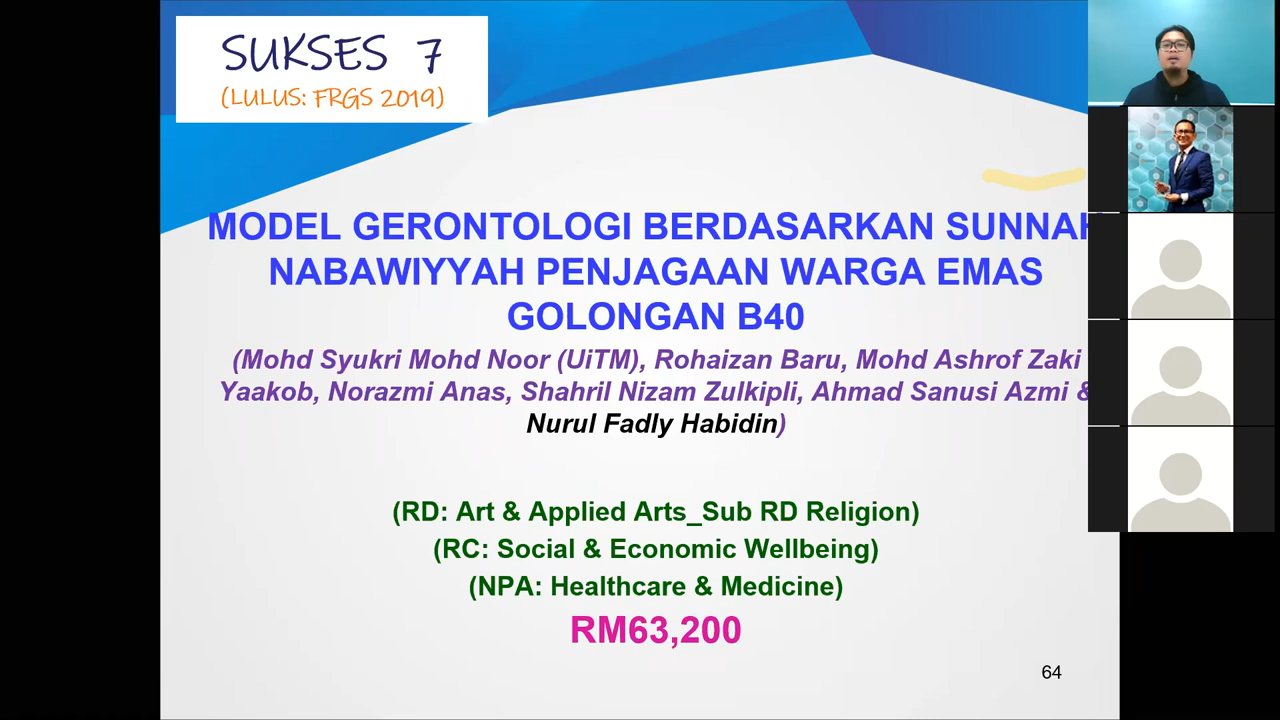 SUKSES 7
(LULUS: FRGS 2019)
MODEL GERONTOLOGI BERDASARKAN SUNNAH
NABAWIYYAH PENJAGAAN WARGA EMAS
GOLONGAN B40
(Mohd Syukri Mohd Noor (UiTM), Rohaizan Baru, Mohd Ashrof Zaki
Yaakob, Norazmi Anas, Shahril Nizam Zulkipli, Ahmad Sanusi Azmi &
Nurul Fadly Habidin)
(RD: Art & Applied Arts_Sub RD Religion)
(RC: Social & Economic Wellbeing)
(NPA: Healthcare & Medicine)
RM63,200
64